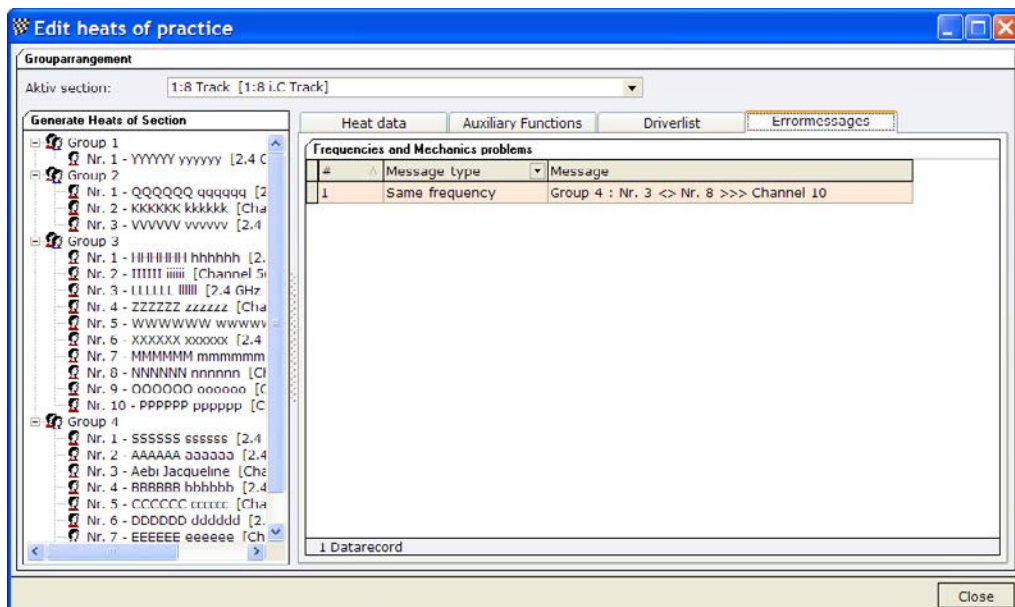 Edit heats of practice
Grouparrangement
Aktiv section: 1:8 Track [1:8 i.C Track]
Generate Heats of Section
Group 1
Nr. 1 - YYYYYY yyyyyy [2.4 G
Group 2
Nr. 1 - QQQQQQ qqqqqq [2
Nr. 2 - KKKKKK kkkkkk [Cha
Nr. 3 - VVVVVV vvvvvv [2.4
Group 3
Nr. 1 - HHHHHH hhhhhh [2.
Nr. 2 - IIIIII iiiiii [Channel 5
Nr. 3 - LLLLLL llllll [2.4 GHz
Nr. 4 - ZZZZZZ zzzzzz [Cha
Nr. 5 - WWWWWW wwwwv
Nr. 6 - XXXXXX xxxxxx [2.4
Nr. 7 - MMMMMM mmmmmm
Nr. 8 - NNNNNN nnnnnn [Cl
Nr. 9 - OOOOOO oooooo [C
Nr. 10 - PPPPPP pppppp [C
Group 4
Nr. 1 - SSSSSS ssssss [2.4
Nr. 2 - AAAAAA aaaaaa [2.4
Nr. 3 - Aebi Jacqueline [Cha
Nr. 4 - BBBBBB bbbbbb [2.4
Nr. 5 - CCCCCC cccccc [Cha
Nr. 6 - DDDDDD dddddd [2.
Nr. 7 - EEEEEE eeeeee [Ch
Heat data Auxiliary Functions Driverlist Errormessages
Frequencies and Mechanics problems
# Message type Message
1 Same frequency Group 4 : Nr. 3 <> Nr. 8 >>> Channel 10
1 Datarecord
Close